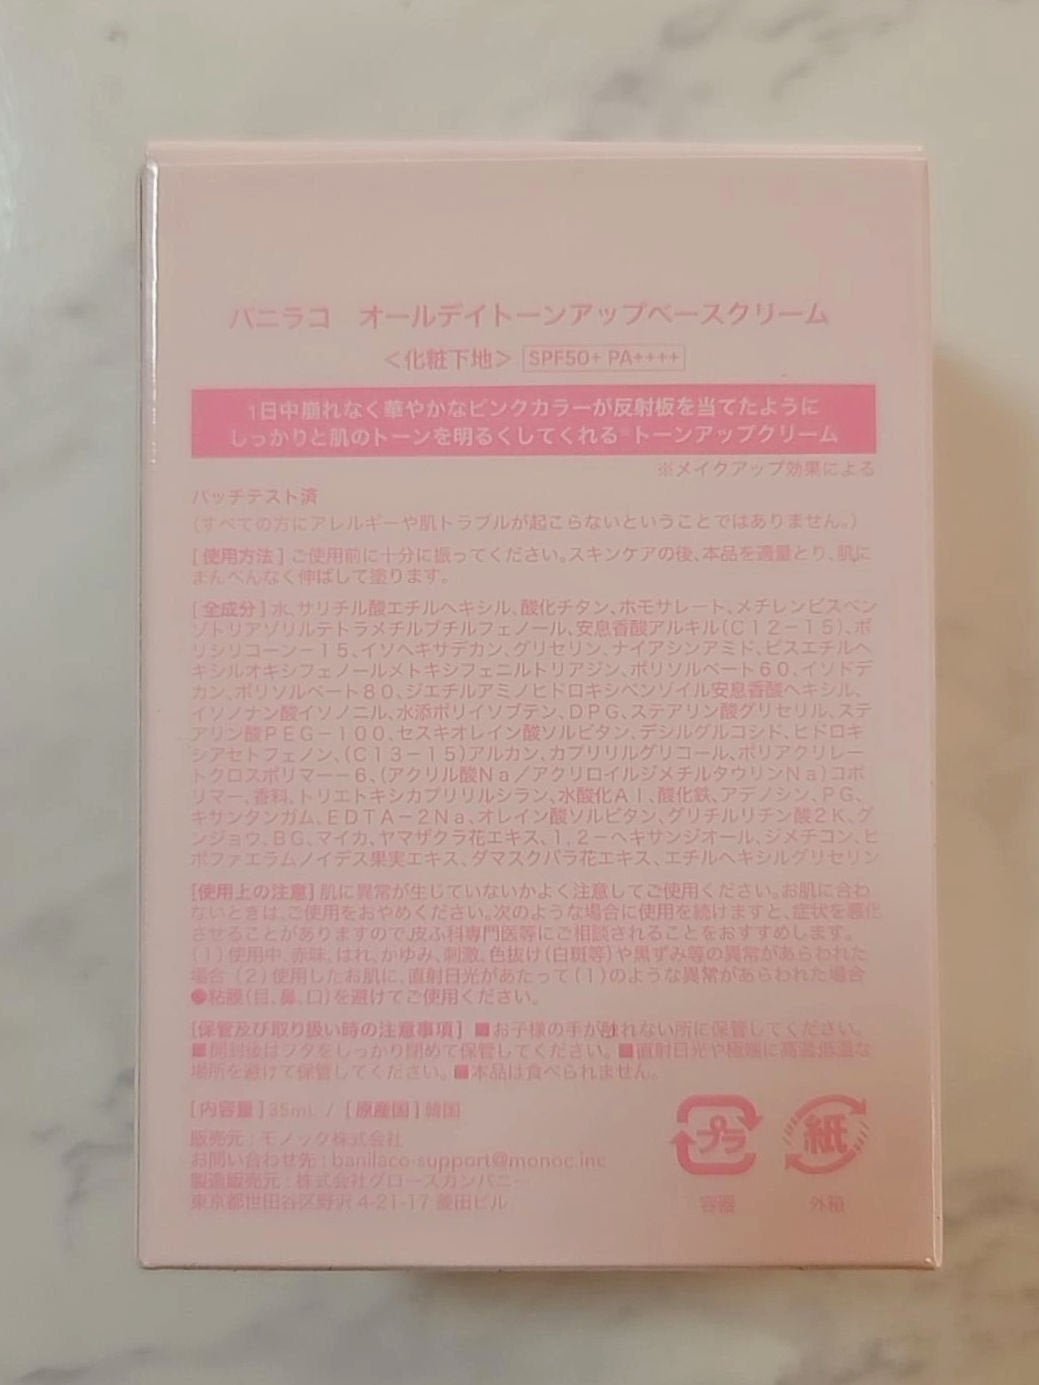 バニラコ　オールデイトーンアップベースクリーム
＜化粧下地＞ SPF50+ PA++++
1日中崩れなく華やかなピンクカラーが反射板を当てたように
しっかりと肌のトーンを明るくしてくれる※トーンアップクリーム
※メイクアップ効果による
パッチテスト済
(すべての方にアレルギーや肌トラブルが起こらないということではありません。)
[使用方法]ご使用前に十分に振ってください。スキンケアの後、本品を適量とり、肌に
まんべんなく伸ばして塗ります。
[全成分]水、サリチル酸エチルヘキシル、酸化チタン、ホモサレート、メチレンビスベン
ゾトリアゾリルテトラメチルブチルフェノール、安息香酸アルキル(C12-15)、ポ
リシリコーン-15、イソヘキサデカン、グリセリン、ナイアシンアミド、ビスエチルヘ
キシルオキシフェノールメトキシフェニルトリアジン、ポリソルベート60、イソドデ
カン、ポリソルベート80、ジエチルアミノヒドロキシベンゾイル安息香酸ヘキシル、
イソノナン酸イソノニル、水添ポリイソブテン、DPG、ステアリン酸グリセリル、ステ
アリン酸PEG-100、セスキオレイン酸ソルビタン、デシルグルコシド、ヒドロキ
シアセトフェノン、(C13-15)アルカン、カプリリルグリコール、ポリアクリレー
トクロスポリマー-6、(アクリル酸Na/アクリロイルジメチルタウリンNa)コポ
リマー、香料、トリエトキシカプリリルシラン、水酸化Al、酸化鉄、アデノシン、PG、
キサンタンガム、EDTA-2Na、オレイン酸ソルビタン、グリチルリチン酸2K、グ
ンジョウ、BG、マイカ、ヤマザクラ花エキス、1,2-ヘキサンジオール、ジメチコン、ヒ
ポファエラムノイデス果実エキス、ダマスクバラ花エキス、エチルヘキシルグリセリン
[使用上の注意]肌に異常が生じていないかよく注意してご使用ください。お肌に合わ
ないときは、ご使用をおやめください。次のような場合に使用を続けますと、症状を悪化
させることがありますので、皮ふ科専門医等にご相談されることをおすすめします。
(1)使用中、赤味、はれ、かゆみ、刺激、色抜け(白斑等)や黒ずみ等の異常があらわれた
場合 (2)使用したお肌に、直射日光があたって(1)のような異常があらわれた場合
●粘膜(目、鼻、口)を避けてご使用ください。
[保管及び取り扱い時の注意事項] ■お子様の手が触れない所に保管してください。
■開封後はフタをしっかり閉めて保管してください。■直射日光や極端に高温低温な
場所を避けて保管してください。■本品は食べられません。
[内容量]35mL / [原産国]韓国
販売元：モノック株式会社
お問い合わせ先：banilaco-support@monoc.inc
製造販売元：株式会社グロースカンパニー
東京都世田谷区野沢 4-21-17 菱田ビル
プラ 紙
容器 外箱